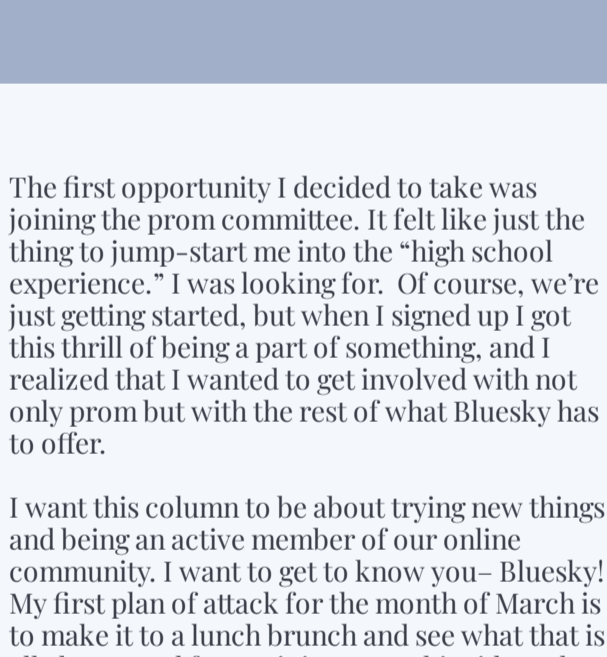 The first opportunity I decided to take was
joining the prom committee. It felt like just the
thing to jump-start me into the “high school
experience.” I was looking for.  Of course, we’re
just getting started, but when I signed up I got
this thrill of being a part of something, and I
realized that I wanted to get involved with not
only prom but with the rest of what Bluesky has
to offer.

I want this column to be about trying new things
and being an active member of our online
community. I want to get to know you– Bluesky!
My first plan of attack for the month of March is
to make it to a lunch brunch and see what that is